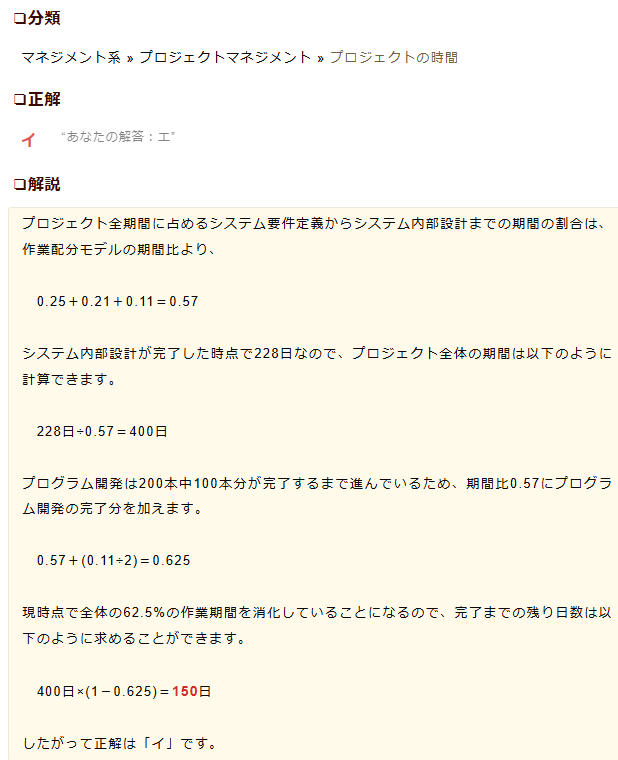 ❏分類
マネジメント系 » プロジェクトマネジメント » プロジェクトの時間
❏正解
イ “あなたの解答：エ”
❏解説
プロジェクト全期間に占めるシステム要件定義からシステム内部設計までの期間の割合は、
作業配分モデルの期間比より、
0.25＋0.21＋0.11＝0.57
システム内部設計が完了した時点で228日なので、プロジェクト全体の期間は以下のように
計算できます。
228日÷0.57＝400日
プログラム開発は200本中100本分が完了するまで進んでいるため、期間比0.57にプログラ
ム開発の完了分を加えます。
0.57＋(0.11÷2)＝0.625
現時点で全体の62.5%の作業期間を消化していることになるので、完了までの残り日数は以
下のように求めることができます。
400日×(1－0.625)＝150日
したがって正解は「イ」です。